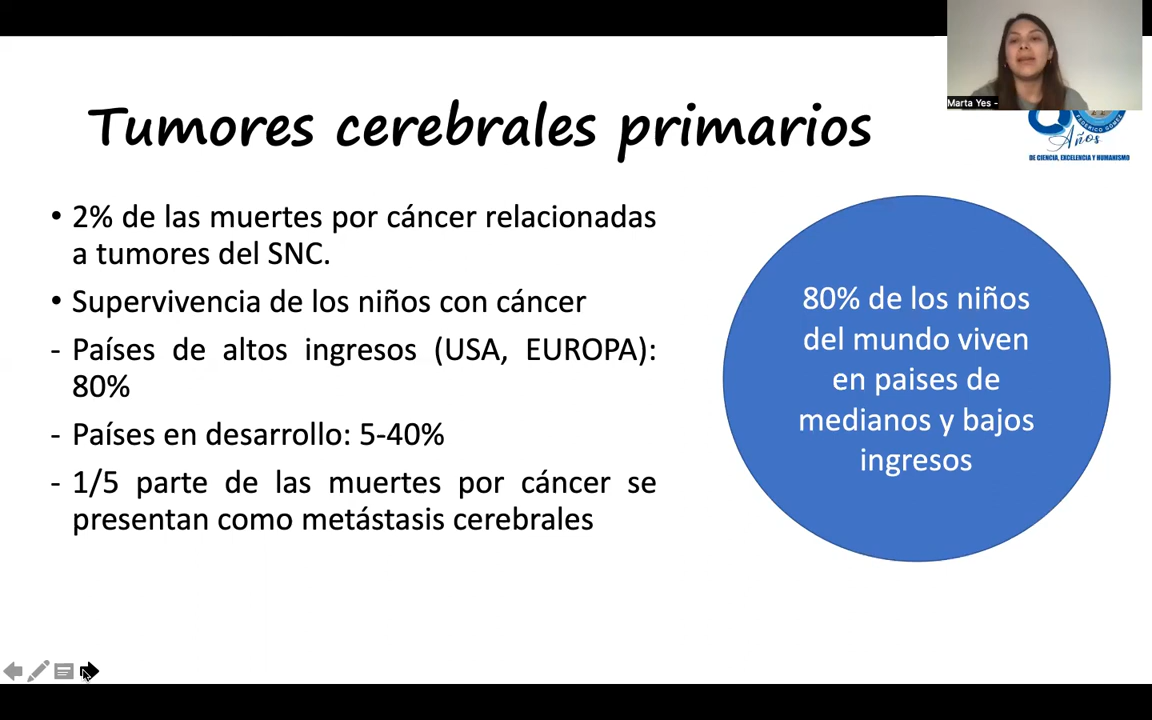 Marta Yes -
Tumores cerebrales primarios
FEDERICO GÓMEZ
Años
DE CIENCIA, EXCELENCIA Y HUMANISMO
• 2% de las muertes por cáncer relacionadas
a tumores del SNC.
• Supervivencia de los niños con cáncer
- Países de altos ingresos (USA, EUROPA):
80%
- Países en desarrollo: 5-40%
- 1/5 parte de las muertes por cáncer se
presentan como metástasis cerebrales
80% de los niños
del mundo viven
en paises de
medianos y bajos
ingresos